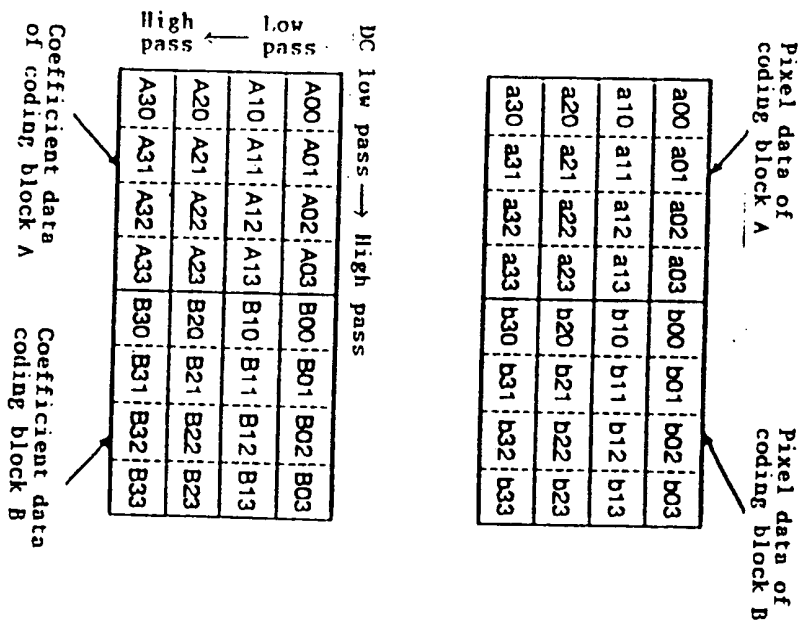 Pixel data of
coding block A
Pixel data of
coding block B
a00 a01 a02 a03 b00 b01 b02 b03
a10 a11 a12 a13 b10 b11 b12 b13
a20 a21 a22 a23 b20 b21 b22 b23
a30 a31 a32 a33 b30 b31 b32 b33
DC low pass → High pass
Low
pass
High
pass
A00 A01 A02 A03 B00 B01 B02 B03
A10 A11 A12 A13 B10 B11 B12 B13
A20 A21 A22 A23 B20 B21 B22 B23
A30 A31 A32 A33 B30 B31 B32 B33
Coefficient data
of coding block A
Coefficient data
coding block B